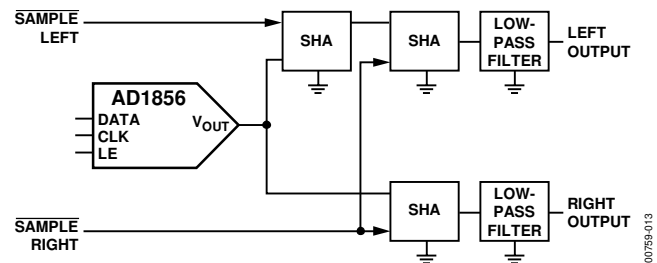 SAMPLE
LEFT
SHA
SHA
LOW-
PASS
FILTER
LEFT
OUTPUT
AD1856
DATA
CLK
LE
VOUT
SAMPLE
RIGHT
SHA
LOW-
PASS
FILTER
RIGHT
OUTPUT
00759-013